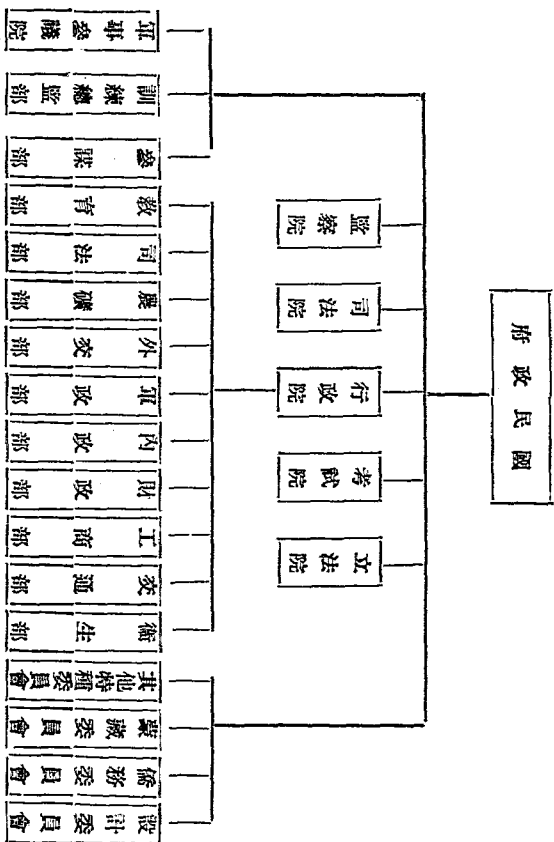 國民政府
立法院
考試院
行政院
司法院
監察院
設計委員會
僑務委員會
蒙藏委員會
其他特種委員會
衛生部
交通部
工商部
財政部
內政部
軍政部
外交部
農礦部
司法部
教育部
參謀部
訓練總監部
軍事參議院